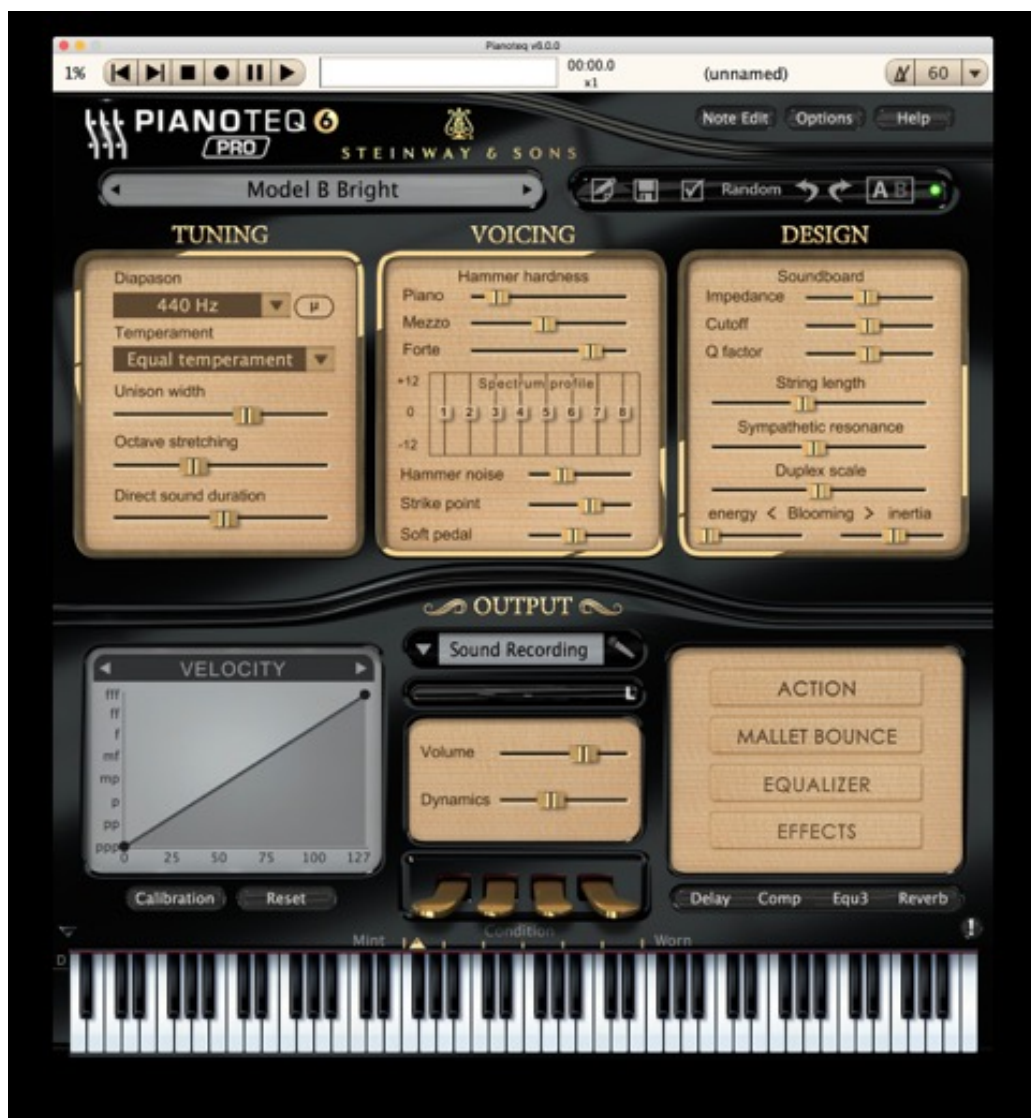 Pianoteq v6.0.0
1%
00:00.0
x1
(unnamed)
60
PIANOTEQ 6
PRO
STEINWAY & SONS
Note Edit Options Help
Model B Bright
Random A B
TUNING
Diapason
440 Hz µ
Temperament
Equal temperament
Unison width
Octave stretching
Direct sound duration
VOICING
Hammer hardness
Piano
Mezzo
Forte
+12 Spectrum profile
0 1 2 3 4 5 6 7 8
-12
Hammer noise
Strike point
Soft pedal
DESIGN
Soundboard
Impedance
Cutoff
Q factor
String length
Sympathetic resonance
Duplex scale
energy < Blooming > inertia
OUTPUT
VELOCITY
fff
ff
f
mf
mp
p
pp
ppp
0 25 50 75 100 127
Calibration Reset
Sound Recording
L
Volume
Dynamics
ACTION
MALLET BOUNCE
EQUALIZER
EFFECTS
Delay Comp Equ3 Reverb
Condition
Mint Worn
!
D